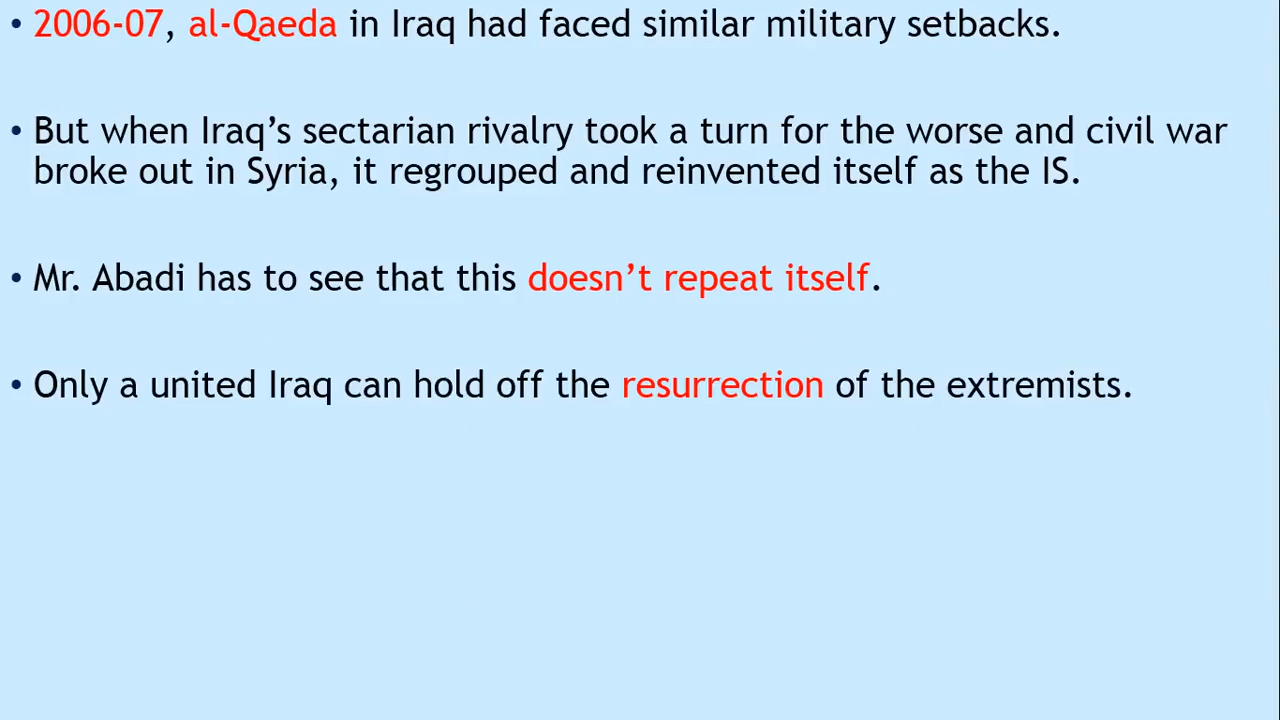 • 2006-07, al-Qaeda in Iraq had faced similar military setbacks.
• But when Iraq’s sectarian rivalry took a turn for the worse and civil war
broke out in Syria, it regrouped and reinvented itself as the IS.
• Mr. Abadi has to see that this doesn’t repeat itself.
• Only a united Iraq can hold off the resurrection of the extremists.